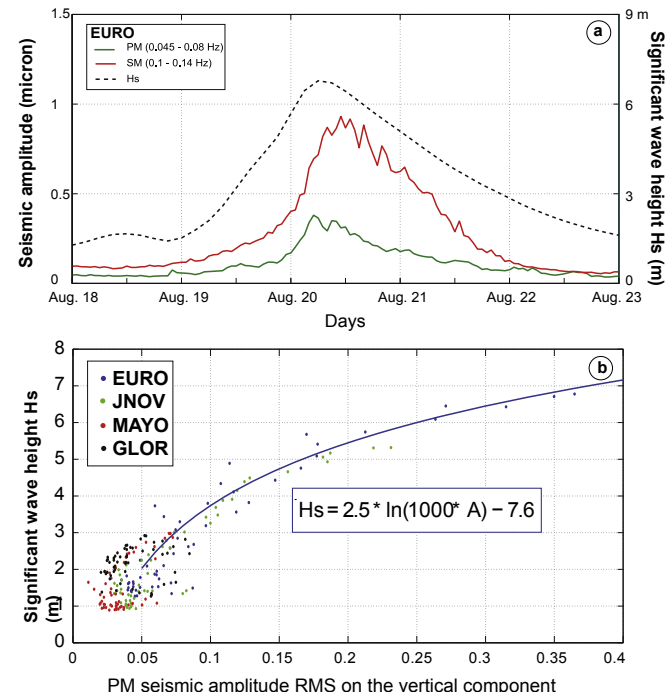 EURO
PM (0.045 - 0.08 Hz)
SM (0.1 - 0.14 Hz)
Hs
a
1.5
1
0.5
0
Seismic amplitude (micron)
9 m
6
3
0
Significant wave height Hs (m)
Aug. 18 Aug. 19 Aug. 20 Aug. 21 Aug. 22 Aug. 23
Days
b
EURO
JNOV
MAYO
GLOR
8
7
6
5
4
3
2
1
0
Significant wave height Hs
(m)
Hs = 2.5 * ln(1000* A) − 7.6
0 0.05 0.1 0.15 0.2 0.25 0.3 0.35 0.4
PM seismic amplitude RMS on the vertical component